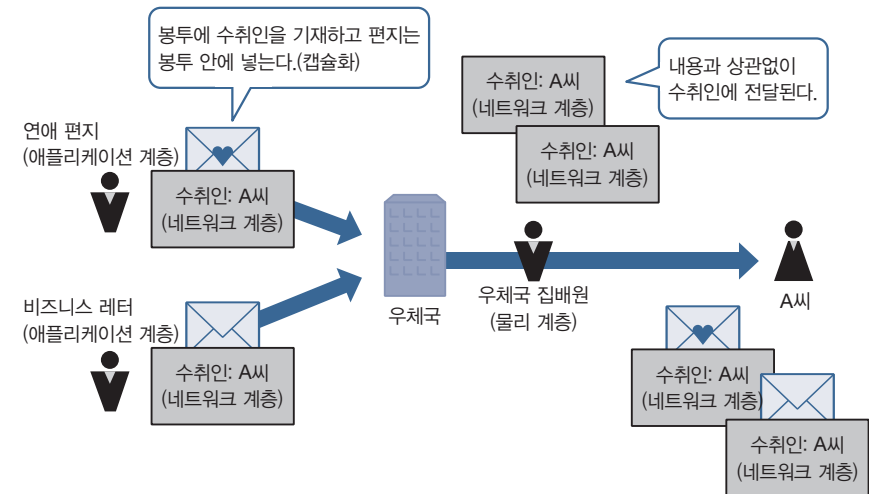 봉투에 수취인을 기재하고 편지는
봉투 안에 넣는다.(캡슐화)
수취인: A씨
(네트워크 계층)
내용과 상관없이
수취인에 전달된다.
수취인: A씨
(네트워크 계층)
연애 편지
(애플리케이션 계층)
수취인: A씨
(네트워크 계층)
우체국
우체국 집배원
(물리 계층)
A씨
비즈니스 레터
(애플리케이션 계층)
수취인: A씨
(네트워크 계층)
수취인: A씨
(네트워크 계층)
수취인: A씨
(네트워크 계층)